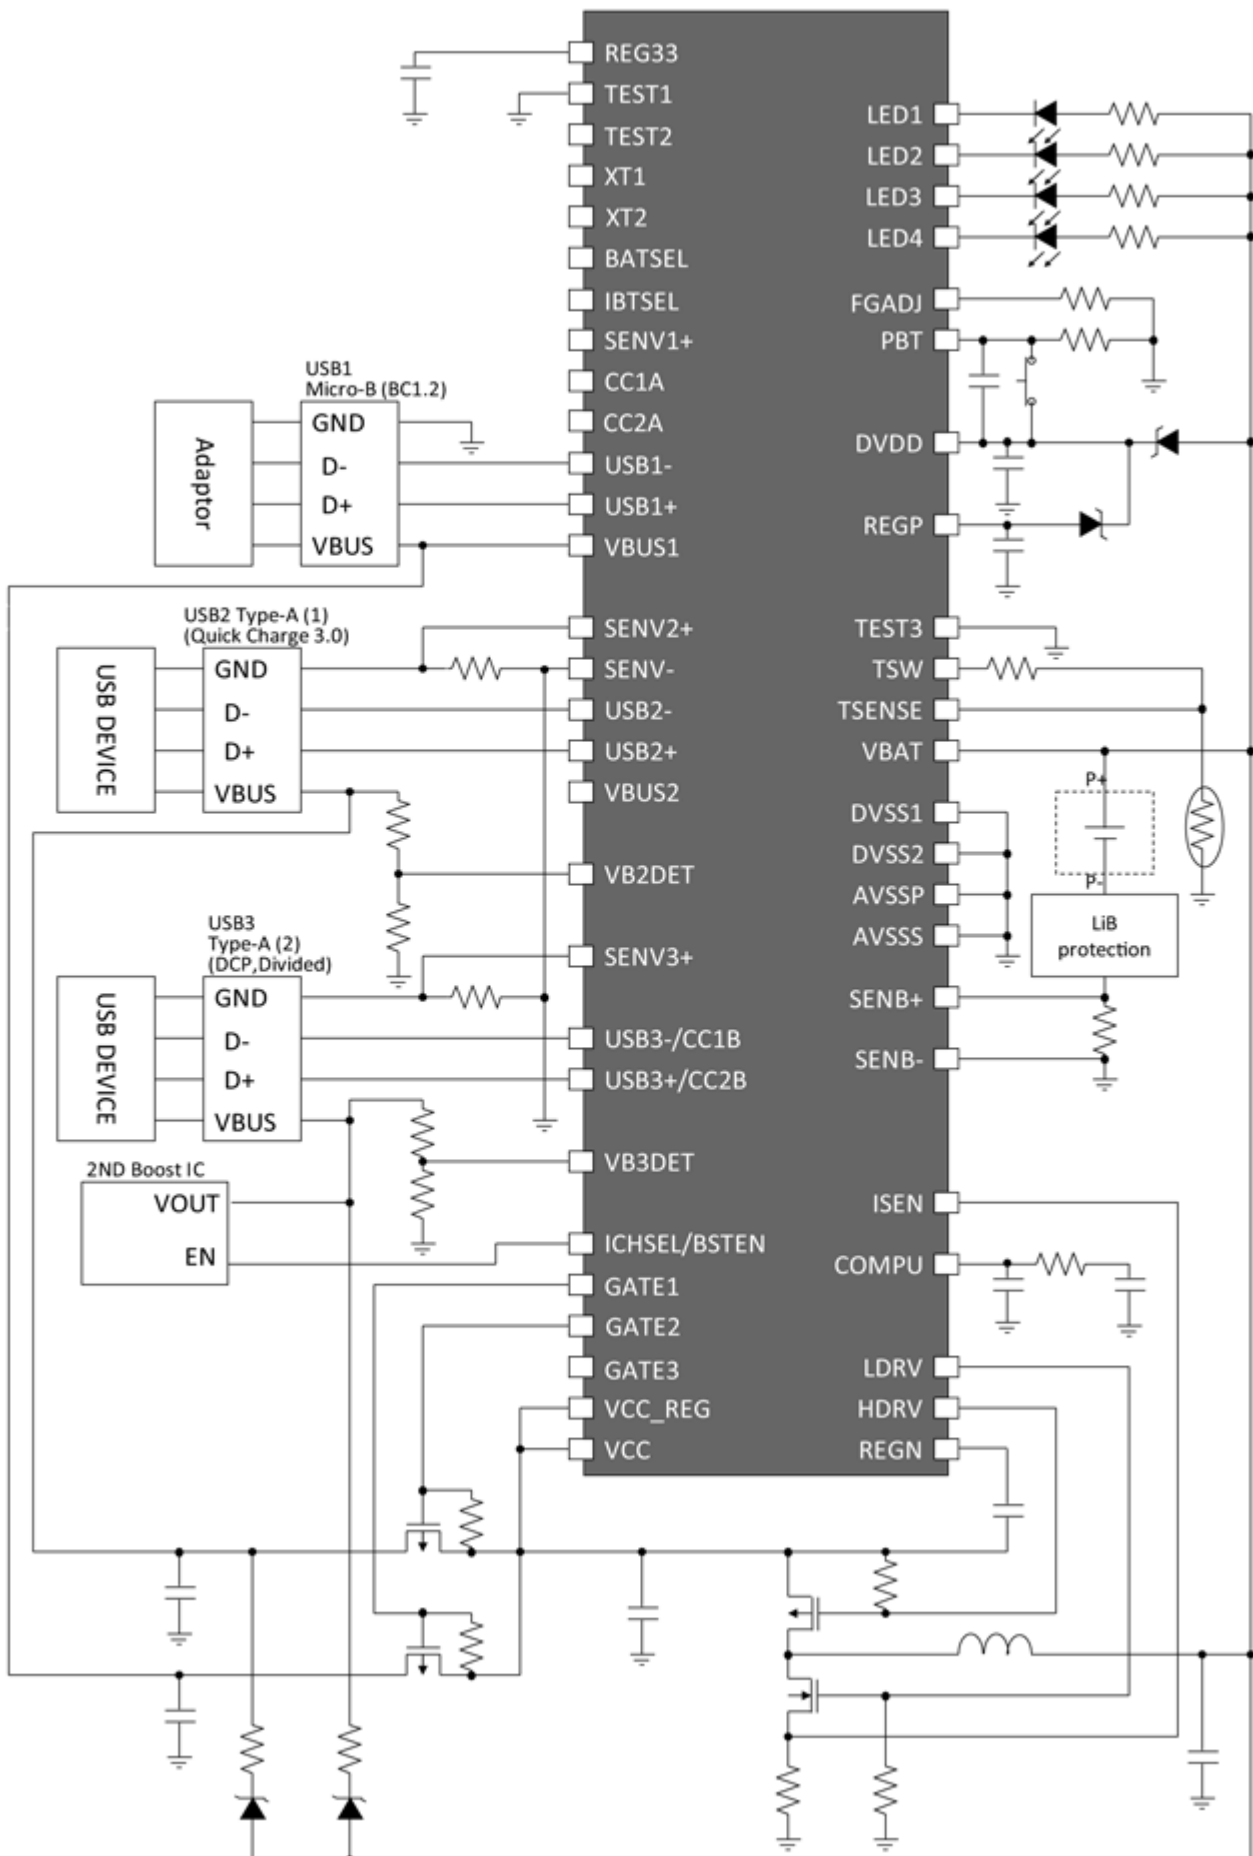 REG33
TEST1
TEST2
XT1
XT2
BATSEL
IBTSEL
SENV1+
CC1A
CC2A
USB1-
USB1+
VBUS1
SENV2+
SENV-
USB2-
USB2+
VBUS2
VB2DET
SENV3+
USB3-/CC1B
USB3+/CC2B
VB3DET
ICHSEL/BSTEN
GATE1
GATE2
GATE3
VCC_REG
VCC
LED1
LED2
LED3
LED4
FGADJ
PBT
DVDD
REGP
TEST3
TSW
TSENSE
VBAT
DVSS1
DVSS2
AVSSP
AVSSS
SENB+
SENB-
ISEN
COMPU
LDRV
HDRV
REGN
USB1
Micro-B (BC1.2)
Adaptor
GND
D-
D+
VBUS
USB2 Type-A (1)
(Quick Charge 3.0)
USB DEVICE
GND
D-
D+
VBUS
USB3
Type-A (2)
(DCP,Divided)
USB DEVICE
GND
D-
D+
VBUS
2ND Boost IC
VOUT
EN
P+
P-
LiB
protection